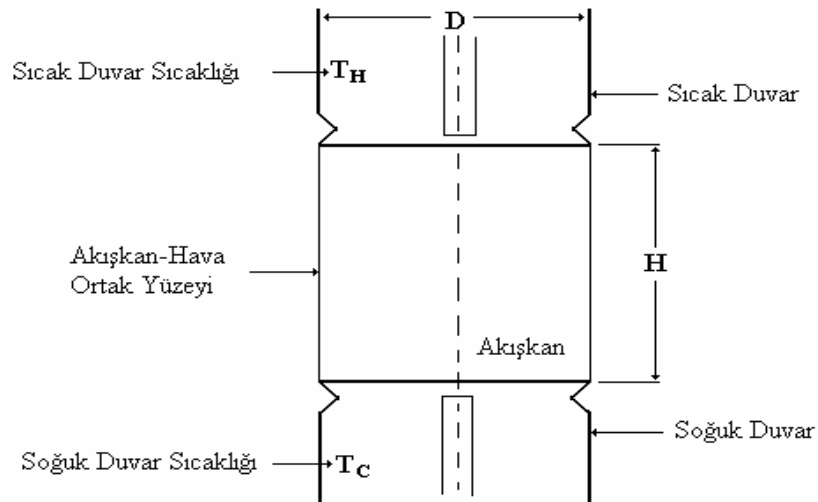 D
Sıcak Duvar Sıcaklığı
T_H
Sıcak Duvar
Akışkan-Hava
Ortak Yüzeyi
H
Akışkan
Soğuk Duvar
Soğuk Duvar Sıcaklığı
T_C